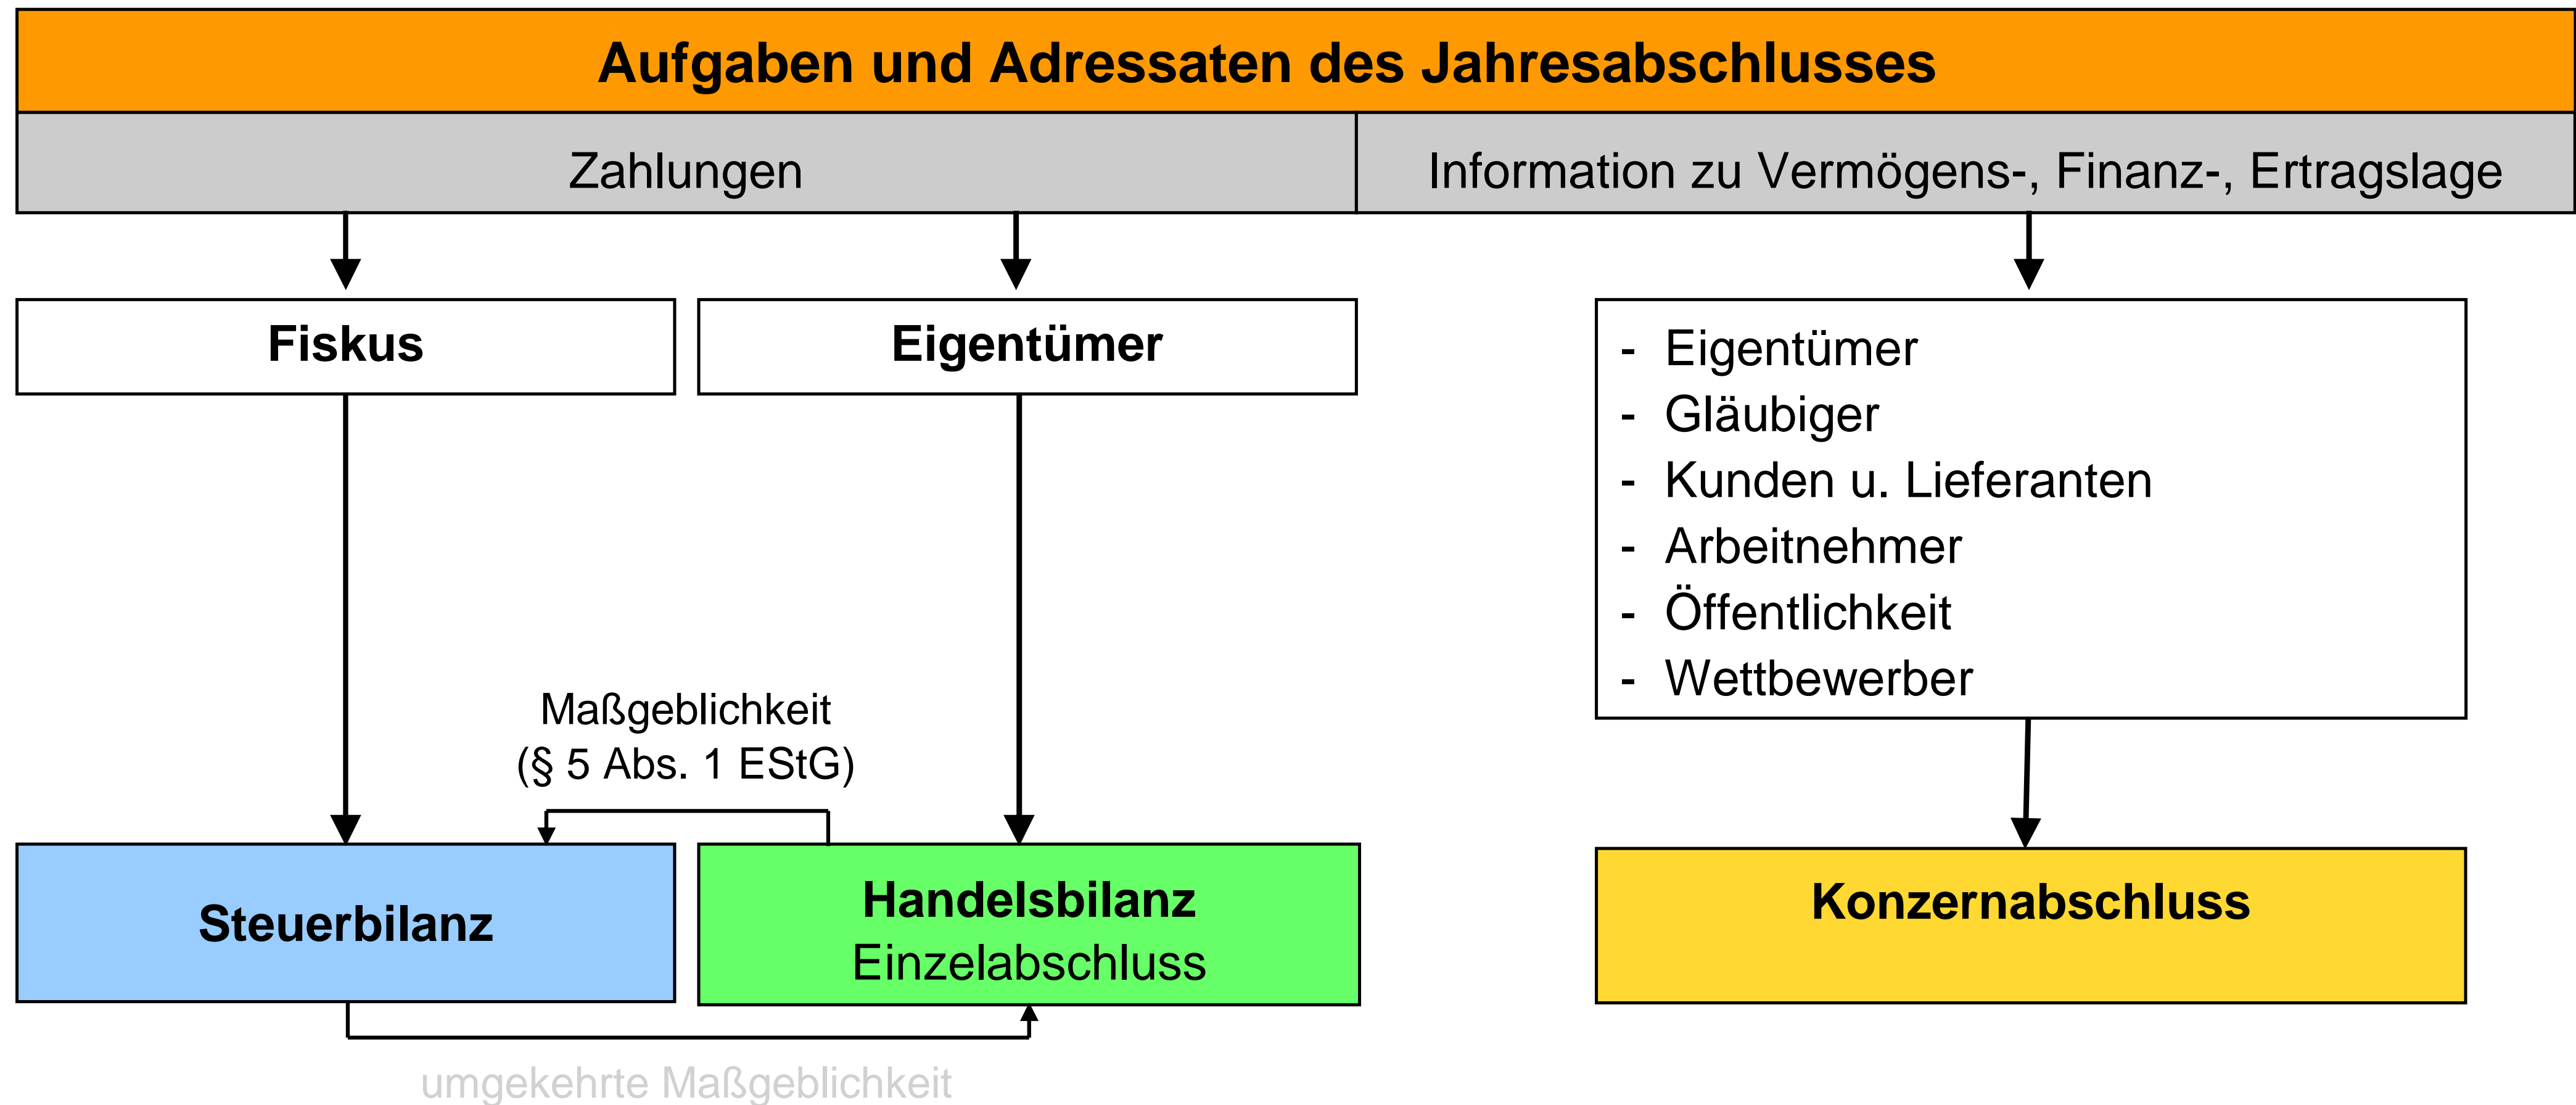 Aufgaben und Adressaten des Jahresabschlusses
Zahlungen
Information zu Vermögens-, Finanz-, Ertragslage
Fiskus
Eigentümer
- Eigentümer
- Gläubiger
- Kunden u. Lieferanten
- Arbeitnehmer
- Öffentlichkeit
- Wettbewerber
Maßgeblichkeit
(§ 5 Abs. 1 EStG)
Steuerbilanz
Handelsbilanz
Einzelabschluss
Konzernabschluss
umgekehrte Maßgeblichkeit